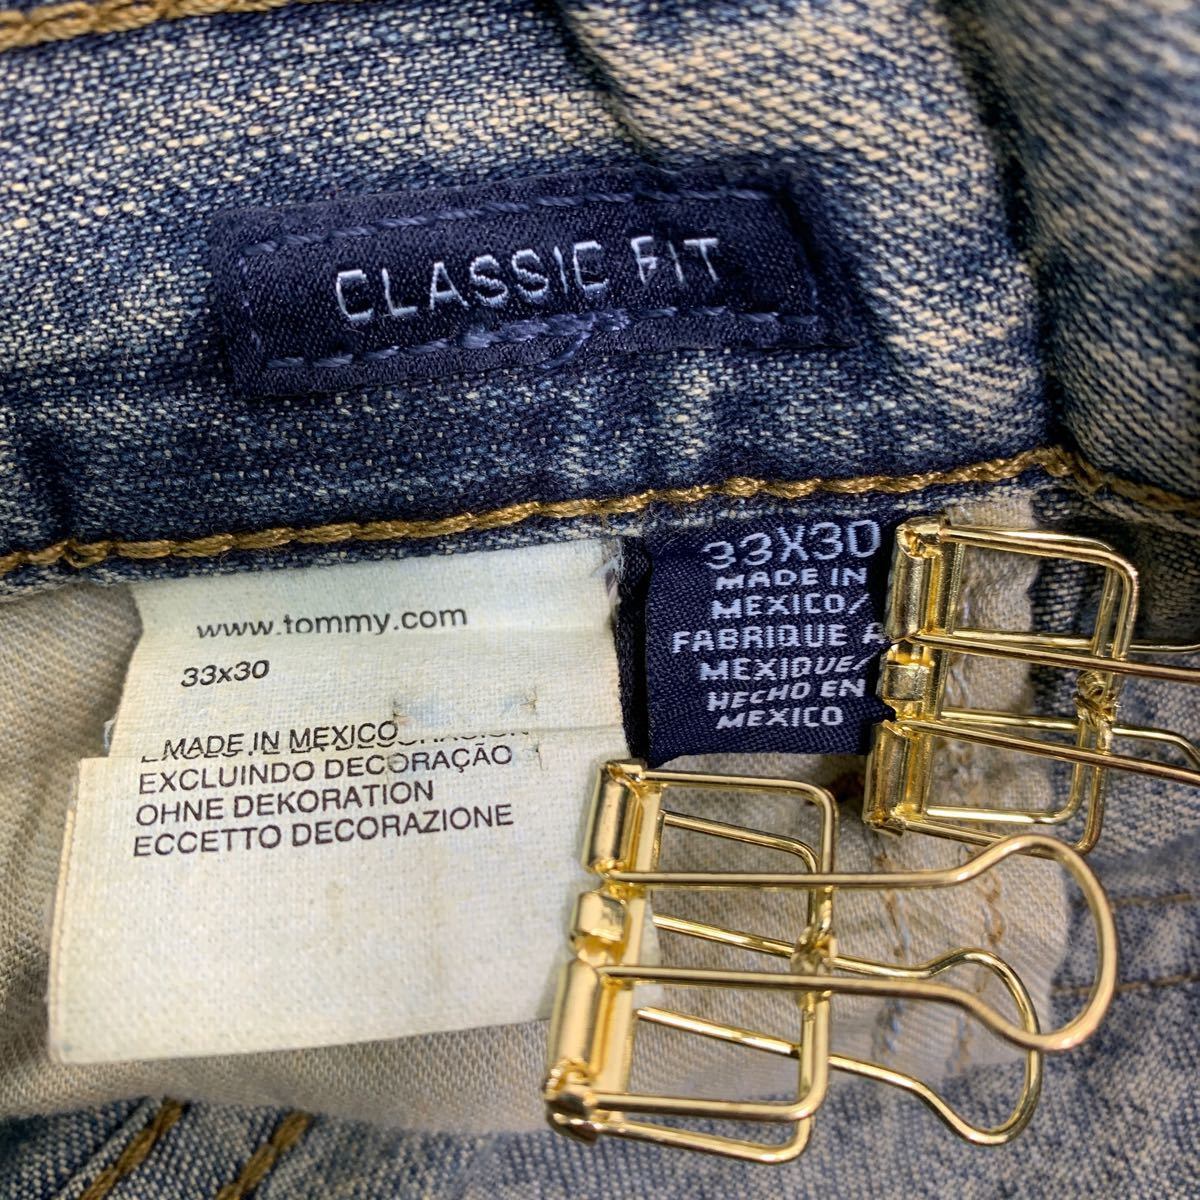 CLASSIC FIT
www.tommy.com
33x30
MADE IN MEXICO
EXCLUINDO DECORAÇÃO
OHNE DEKORATION
ECCETTO DECORAZIONE
33X30
MADE IN
MEXICO/
FABRIQUE A
MEXIQUE/
HECHO EN
MEXICO